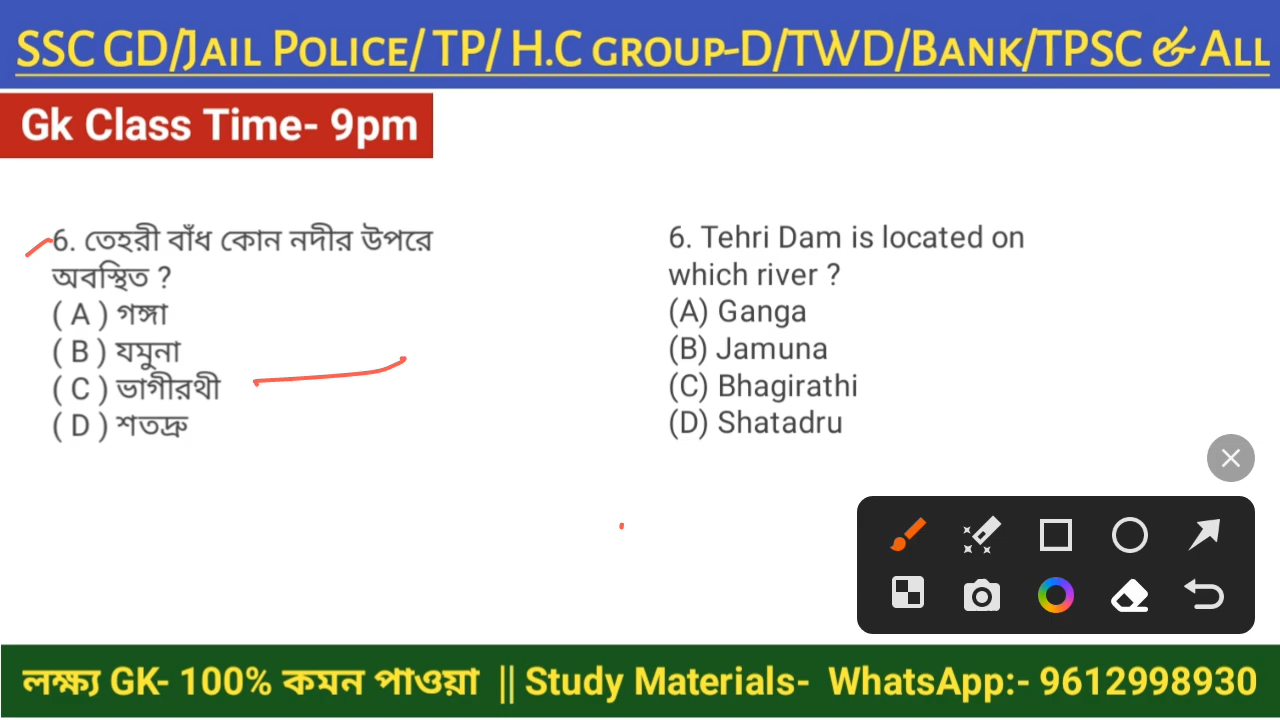 SSC GD/JAIL POLICE/ TP/ H.C GROUP-D/TWD/BANK/TPSC & ALL
Gk Class Time- 9pm
6. তেহরী বাঁধ কোন নদীর উপরে
অবস্থিত ?
( A ) গঙ্গা
( B ) যমুনা
( C ) ভাগীরথী
( D ) শতদ্রু
6. Tehri Dam is located on
which river ?
(A) Ganga
(B) Jamuna
(C) Bhagirathi
(D) Shatadru
লক্ষ্য GK- 100% কমন পাওয়া || Study Materials- WhatsApp:- 9612998930